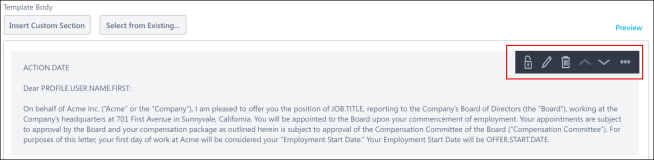 Template Body
Insert Custom Section
Select from Existing...
Preview
ACTION.DATE
Dear PROFILE.USER.NAME.FIRST:
On behalf of Acme Inc. ("Acme" or the "Company"), I am pleased to offer you the position of JOB.TITLE, reporting to the Company's Board of Directors (the "Board"), working at the
Company's headquarters at 701 First Avenue in Sunnyvale, California. You will be appointed to the Board upon your commencement of employment. Your appointments are subject
to approval by the Board and your compensation package as outlined herein is subject to approval of the Compensation Committee of the Board ("Compensation Committee"). For
purposes of this letter, your first day of work at Acme will be considered your "Employment Start Date." Your Employment Start Date will be OFFER.START.DATE.